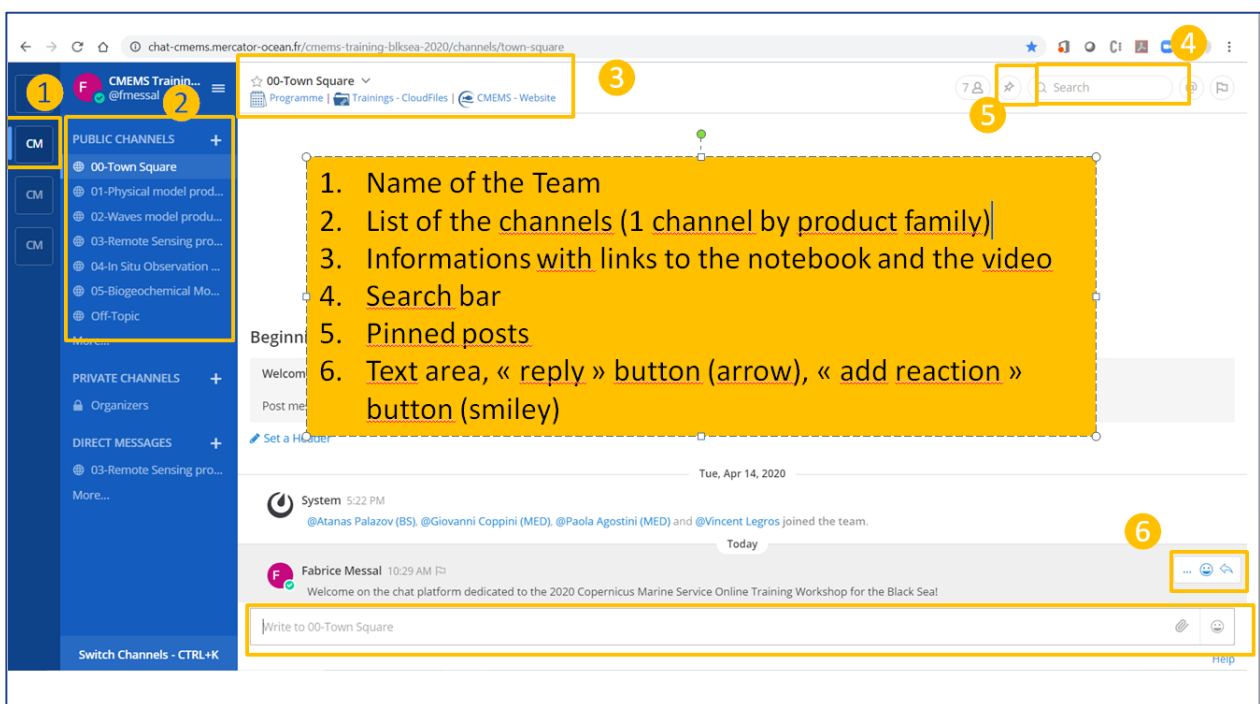 chat-cmems.mercator-ocean.fr/cmems-training-blksea-2020/channels/town-square
4
1
F
CMEMS Trainin...
@fmessal
2
00-Town Square
Programme | Trainings - CloudFiles | CMEMS - Website
3
7
Search
@
5
CM
CM
CM
PUBLIC CHANNELS +
00-Town Square
01-Physical model prod...
02-Waves model produ...
03-Remote Sensing pro...
04-In Situ Observation ...
05-Biogeochemical Mo...
Off-Topic
More...
PRIVATE CHANNELS +
Organizers
DIRECT MESSAGES +
03-Remote Sensing pro...
More...
Switch Channels - CTRL+K
1. Name of the Team
2. List of the channels (1 channel by product family)
3. Informations with links to the notebook and the video
4. Search bar
5. Pinned posts
6. Text area, « reply » button (arrow), « add reaction »
button (smiley)
Beginni
Welcom
Post me
Set a Header
Tue, Apr 14, 2020
System 5:22 PM
@Atanas Palazov (BS), @Giovanni Coppini (MED), @Paola Agostini (MED) and @Vincent Legros joined the team.
Today
6
F
Fabrice Messal 10:29 AM
...
Welcome on the chat platform dedicated to the 2020 Copernicus Marine Service Online Training Workshop for the Black Sea!
Write to 00-Town Square
Help